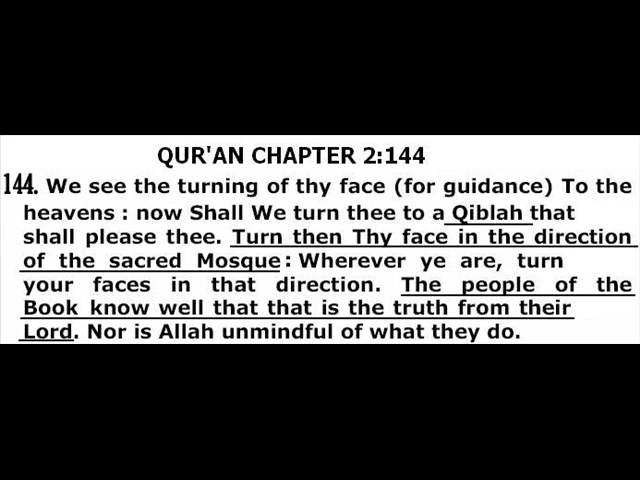 QUR'AN CHAPTER 2:144
144. We see the turning of thy face (for guidance) To the
heavens : now Shall We turn thee to a Qiblah that
shall please thee. Turn then Thy face in the direction
of the sacred Mosque: Wherever ye are, turn
your faces in that direction. The people of the
Book know well that that is the truth from their
Lord. Nor is Allah unmindful of what they do.